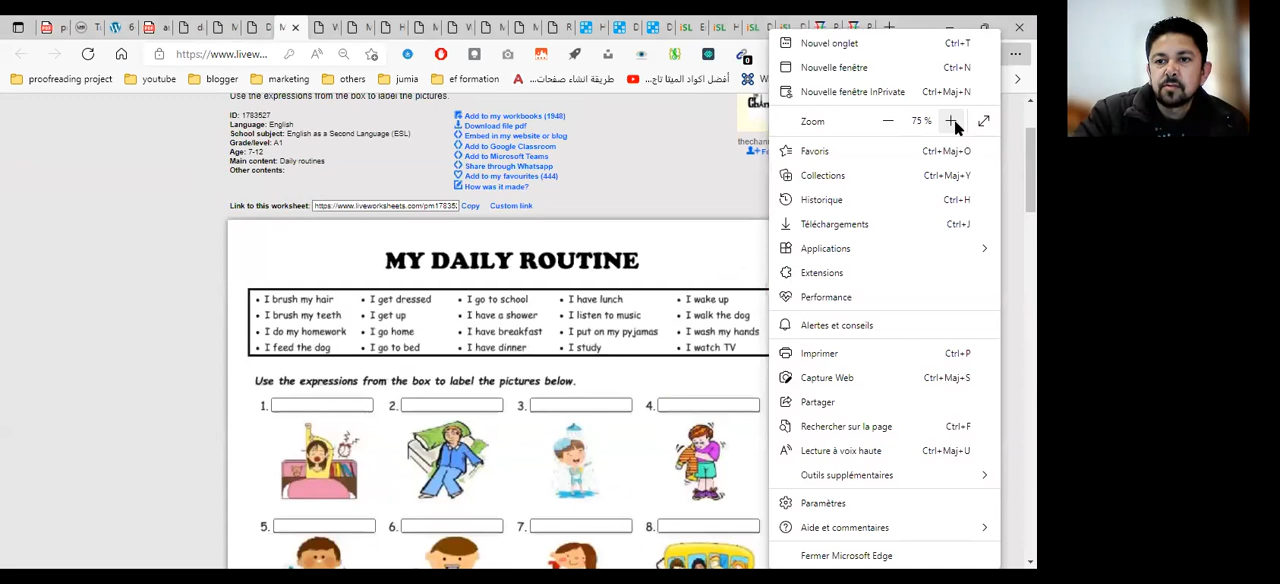 https://www.livew...
proofreading project
youtube
blogger
marketing
others
jumia
ef formation
طريقة انشاء صفحات...
أفضل اكواد الميتا تاج...
Use the expressions from the box to label the pictures.
ID: 1783527
Language: English
School subject: English as a Second Language (ESL)
Grade/level: A1
Age: 7-12
Main content: Daily routines
Other contents:
Add to my workbooks (1948)
Download file pdf
Embed in my website or blog
Add to Google Classroom
Add to Microsoft Teams
Share through Whatsapp
Add to my favourites (444)
How was it made?
Link to this worksheet: https://www.liveworksheets.com/pm17835 Copy Custom link
MY DAILY ROUTINE
• I brush my hair • I get dressed • I go to school • I have lunch • I wake up
• I brush my teeth • I get up • I have a shower • I listen to music • I walk the dog
• I do my homework • I go home • I have breakfast • I put on my pyjamas • I wash my hands
• I feed the dog • I go to bed • I have dinner • I study • I watch TV
Use the expressions from the box to label the pictures below.
1. 2. 3. 4.
5. 6. 7. 8.
Nouvel onglet Ctrl+T
Nouvelle fenêtre Ctrl+N
Nouvelle fenêtre InPrivate Ctrl+Maj+N
Zoom — 75 % +
Favoris Ctrl+Maj+O
Collections Ctrl+Maj+Y
Historique Ctrl+H
Téléchargements Ctrl+J
Applications
Extensions
Performance
Alertes et conseils
Imprimer Ctrl+P
Capture Web Ctrl+Maj+S
Partager
Rechercher sur la page Ctrl+F
Lecture à voix haute Ctrl+Maj+U
Outils supplémentaires
Paramètres
Aide et commentaires
Fermer Microsoft Edge